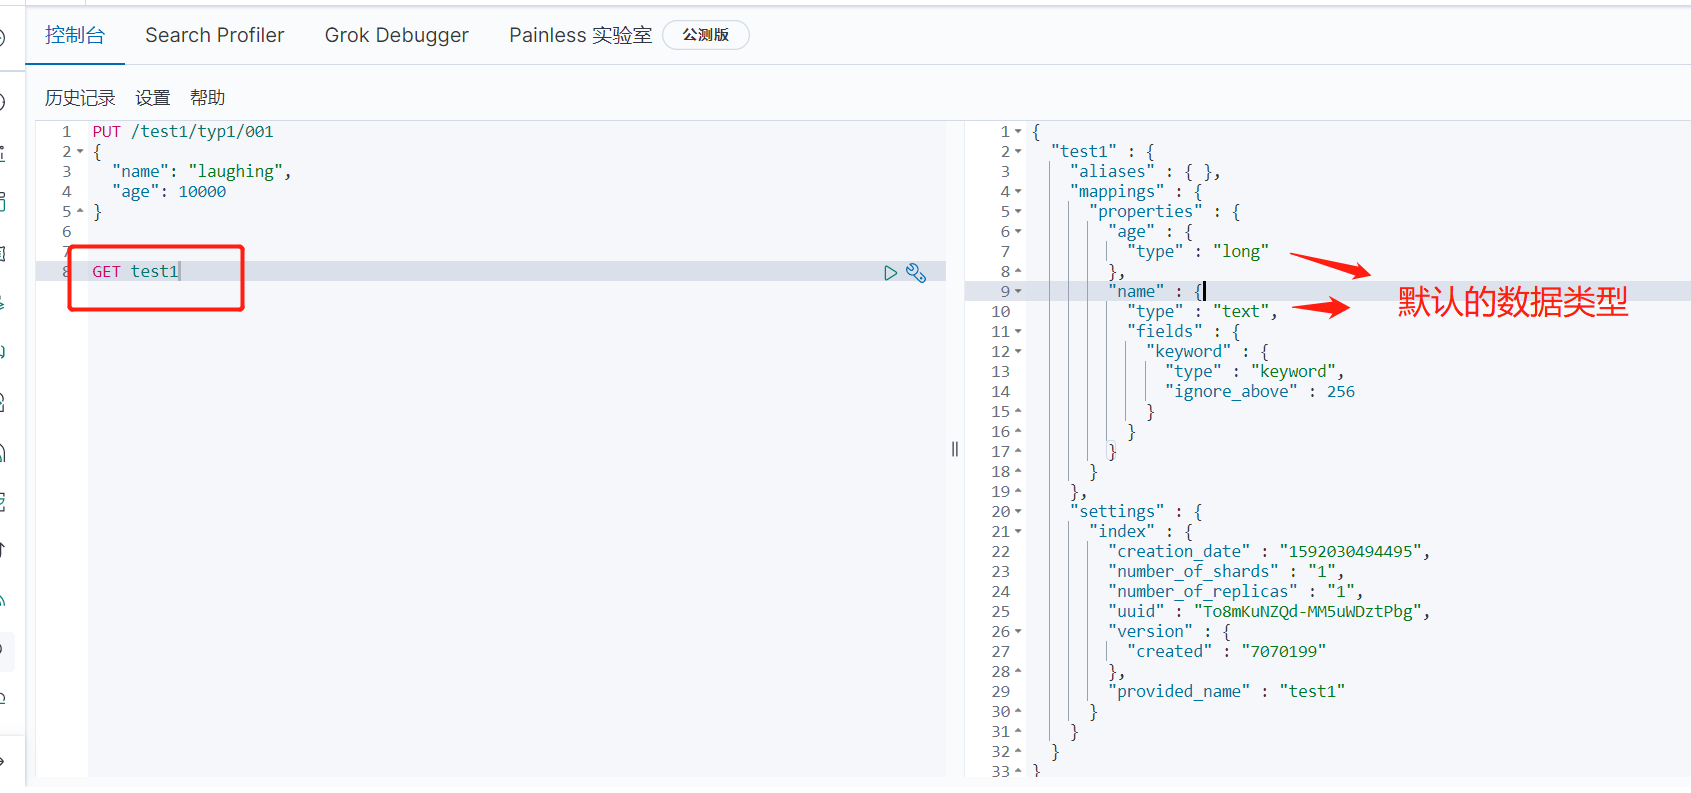 控制台 Search Profiler Grok Debugger Painless 实验室 公测版
历史记录 设置 帮助
1 PUT /test1/typ1/001
2 {
3 "name": "laughing",
4 "age": 10000
5 }
6
7
8 GET test1
1 {
2 "test1" : {
3 "aliases" : { },
4 "mappings" : {
5 "properties" : {
6 "age" : {
7 "type" : "long"
8 },
9 "name" : {
10 "type" : "text",
11 "fields" : {
12 "keyword" : {
13 "type" : "keyword",
14 "ignore_above" : 256
15 }
16 }
17 }
18 }
19 },
20 "settings" : {
21 "index" : {
22 "creation_date" : "1592030494495",
23 "number_of_shards" : "1",
24 "number_of_replicas" : "1",
25 "uuid" : "To8mKuNZQd-MM5uWDztPbg",
26 "version" : {
27 "created" : "7070199"
28 },
29 "provided_name" : "test1"
30 }
31 }
32 }
33 }
默认的数据类型